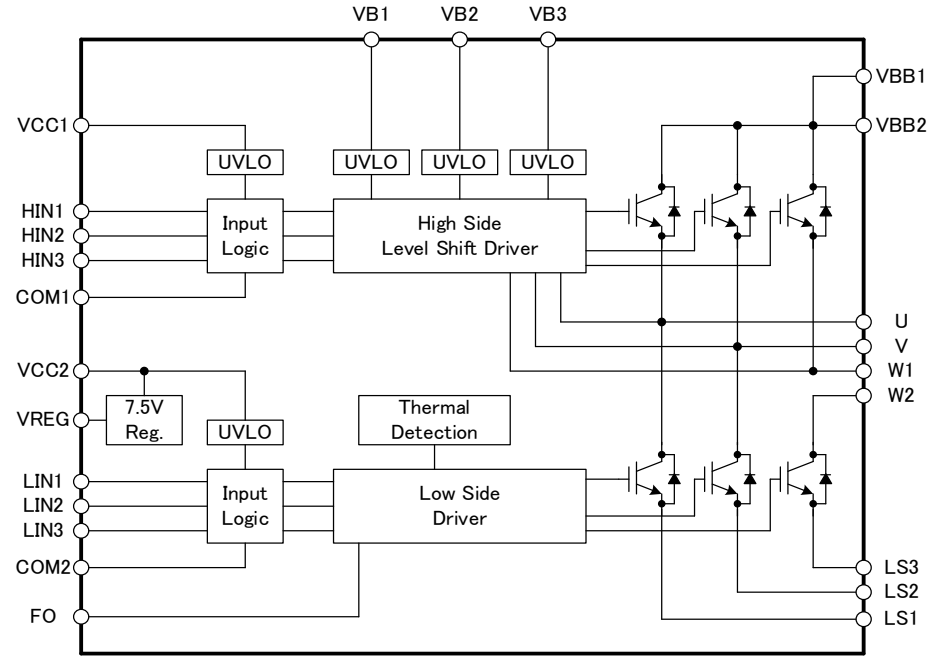 VB1 VB2 VB3
VBB1
VCC1
VBB2
UVLO UVLO UVLO UVLO
HIN1
HIN2
HIN3
Input
Logic
High Side
Level Shift Driver
COM1
U
V
VCC2
W1
W2
VREG
7.5V
Reg.
UVLO
Thermal
Detection
LIN1
LIN2
LIN3
Input
Logic
Low Side
Driver
COM2
LS3
LS2
FO
LS1